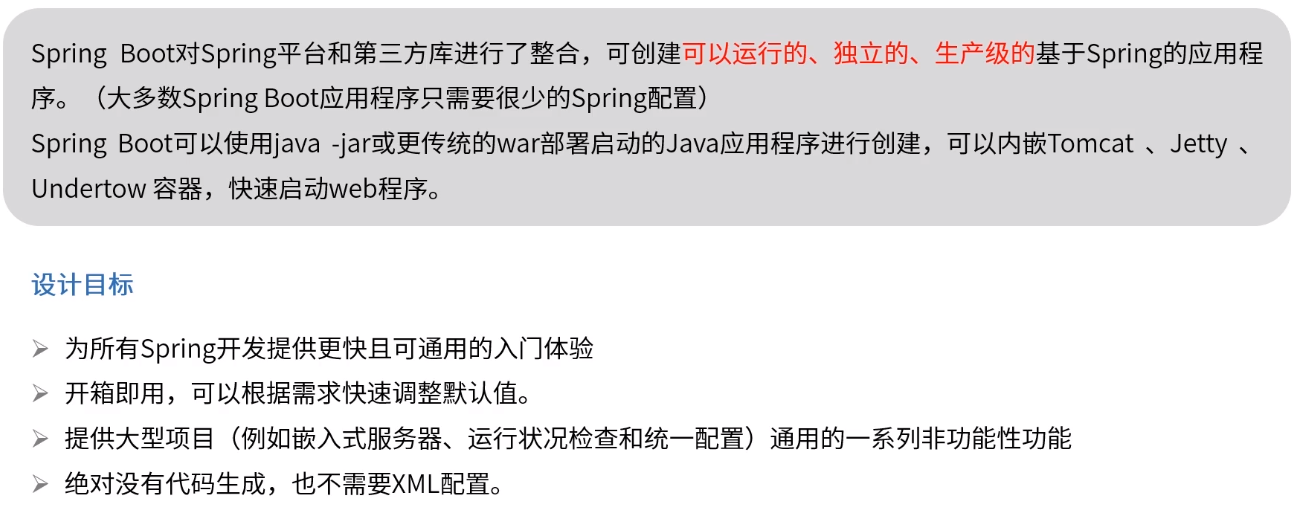 Spring Boot对Spring平台和第三方库进行了整合，可创建可以运行的、独立的、生产级的基于Spring的应用程
序。（大多数Spring Boot应用程序只需要很少的Spring配置）
Spring Boot可以使用java -jar或更传统的war部署启动的Java应用程序进行创建，可以内嵌Tomcat 、Jetty 、
Undertow 容器，快速启动web程序。
设计目标
➢ 为所有Spring开发提供更快且可通用的入门体验
➢ 开箱即用，可以根据需求快速调整默认值。
➢ 提供大型项目（例如嵌入式服务器、运行状况检查和统一配置）通用的一系列非功能性功能
➢ 绝对没有代码生成，也不需要XML配置。